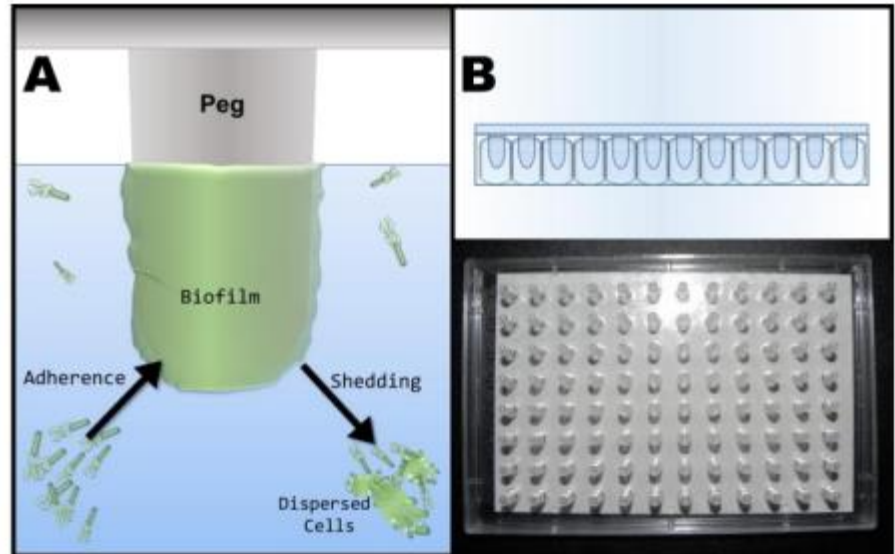 A
Peg
Biofilm
Adherence
Shedding
Dispersed
Cells
B